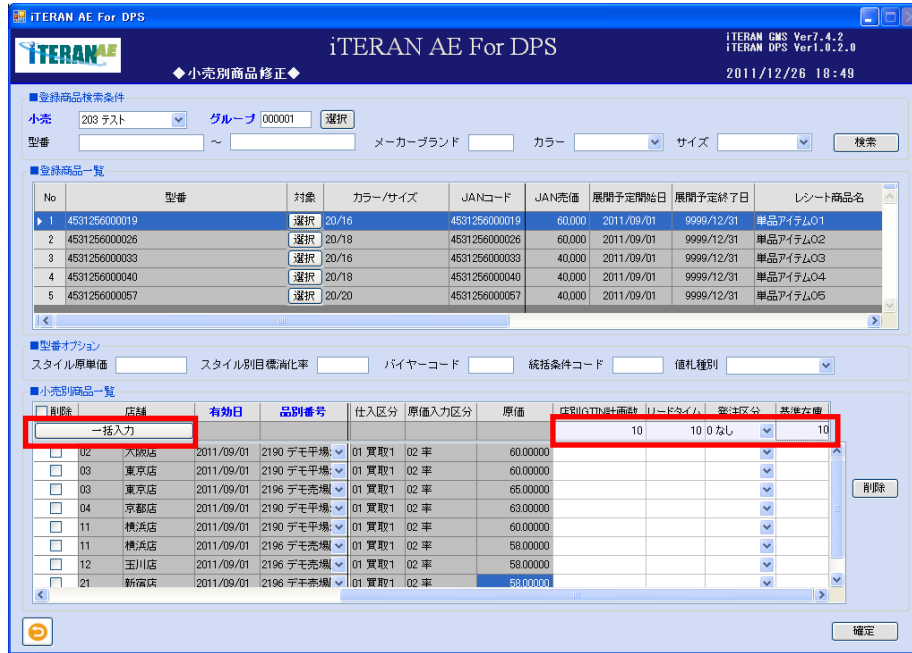 iTERAN AE For DPS
iTERAN AE
iTERAN AE For DPS
iTERAN GMS Ver7.4.2
iTERAN DPS Ver1.0.2.0
◆小売別商品修正◆
2011/12/26 18:49
■登録商品検索条件
小売 203 テスト グループ 000001 選択
型番 ～ メーカーブランド カラー サイズ 検索
■登録商品一覧
No 型番 対象 カラー/サイズ JANコード JAN売価 展開予定開始日 展開予定終了日 レシート商品名
1 4531256000019 選択 20/16 4531256000019 60,000 2011/09/01 9999/12/31 単品アイテム01
2 4531256000026 選択 20/18 4531256000026 60,000 2011/09/01 9999/12/31 単品アイテム02
3 4531256000033 選択 20/16 4531256000033 40,000 2011/09/01 9999/12/31 単品アイテム03
4 4531256000040 選択 20/18 4531256000040 40,000 2011/09/01 9999/12/31 単品アイテム04
5 4531256000057 選択 20/20 4531256000057 40,000 2011/09/01 9999/12/31 単品アイテム05
■型番オプション
スタイル原単価 スタイル別目標消化率 バイヤーコード 統括条件コード 値札種別
■小売別商品一覧
削除 店舗 有効日 品別番号 仕入区分 原価入力区分 原価 店別GTIN計画数 リードタイム 発注区分 基準在庫
一括入力 10 10 0 なし 10
02 大阪店 2011/09/01 2190 デモ平場: 01 買取1 02 率 60.00000
03 東京店 2011/09/01 2190 デモ平場: 01 買取1 02 率 60.00000
03 東京店 2011/09/01 2196 デモ売場 01 買取1 02 率 65.00000
04 京都店 2011/09/01 2190 デモ平場: 01 買取1 02 率 63.00000
11 横浜店 2011/09/01 2190 デモ平場: 01 買取1 02 率 60.00000
11 横浜店 2011/09/01 2196 デモ売場 01 買取1 02 率 58.00000
12 玉川店 2011/09/01 2196 デモ売場 01 買取1 02 率 58.00000
21 新宿店 2011/09/01 2196 デモ売場 01 買取1 02 率 58.00000
削除
確定